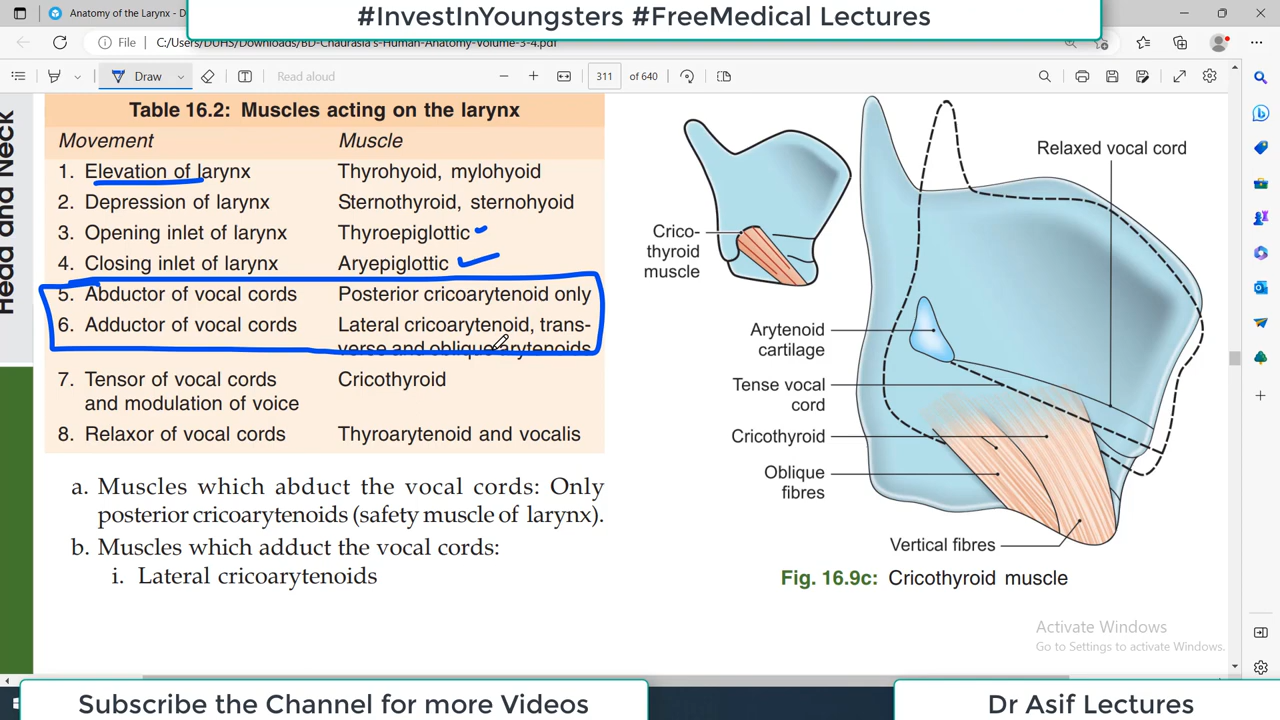 #InvestInYoungsters #FreeMedical Lectures
Anatomy of the Larynx - D
File
C:/Users/DUHS/Downloads/BD-Chaurasia's-Human-Anatomy-Volume-3-4.pdf
Draw
Read aloud
311 of 640
Head and Neck
Table 16.2: Muscles acting on the larynx
Movement Muscle
1. Elevation of larynx Thyrohyoid, mylohyoid
2. Depression of larynx Sternothyroid, sternohyoid
3. Opening inlet of larynx Thyroepiglottic
4. Closing inlet of larynx Aryepiglottic
5. Abductor of vocal cords Posterior cricoarytenoid only
6. Adductor of vocal cords Lateral cricoarytenoid, trans-
verse and oblique arytenoids
7. Tensor of vocal cords Cricothyroid
and modulation of voice
8. Relaxor of vocal cords Thyroarytenoid and vocalis
a. Muscles which abduct the vocal cords: Only
posterior cricoarytenoids (safety muscle of larynx).
b. Muscles which adduct the vocal cords:
i. Lateral cricoarytenoids
Crico-
thyroid
muscle
Relaxed vocal cord
Arytenoid
cartilage
Tense vocal
cord
Cricothyroid
Oblique
fibres
Vertical fibres
Fig. 16.9c: Cricothyroid muscle
Activate Windows
Go to Settings to activate Windows.
Subscribe the Channel for more Videos
Dr Asif Lectures